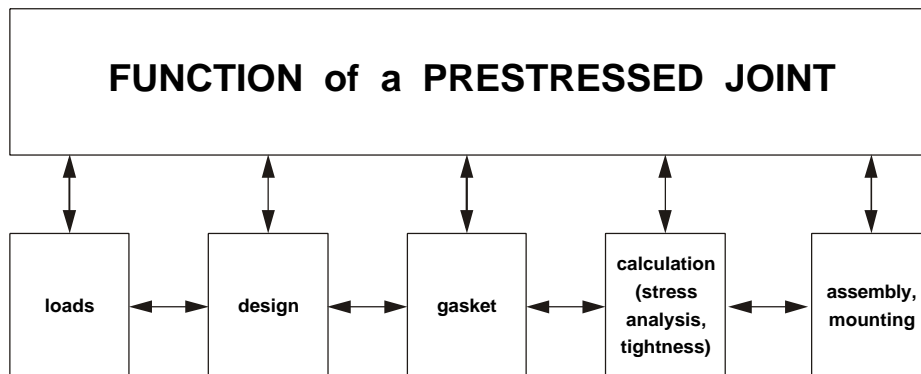 FUNCTION of a PRESTRESSED JOINT
loads
design
gasket
calculation
(stress
analysis,
tightness)
assembly,
mounting